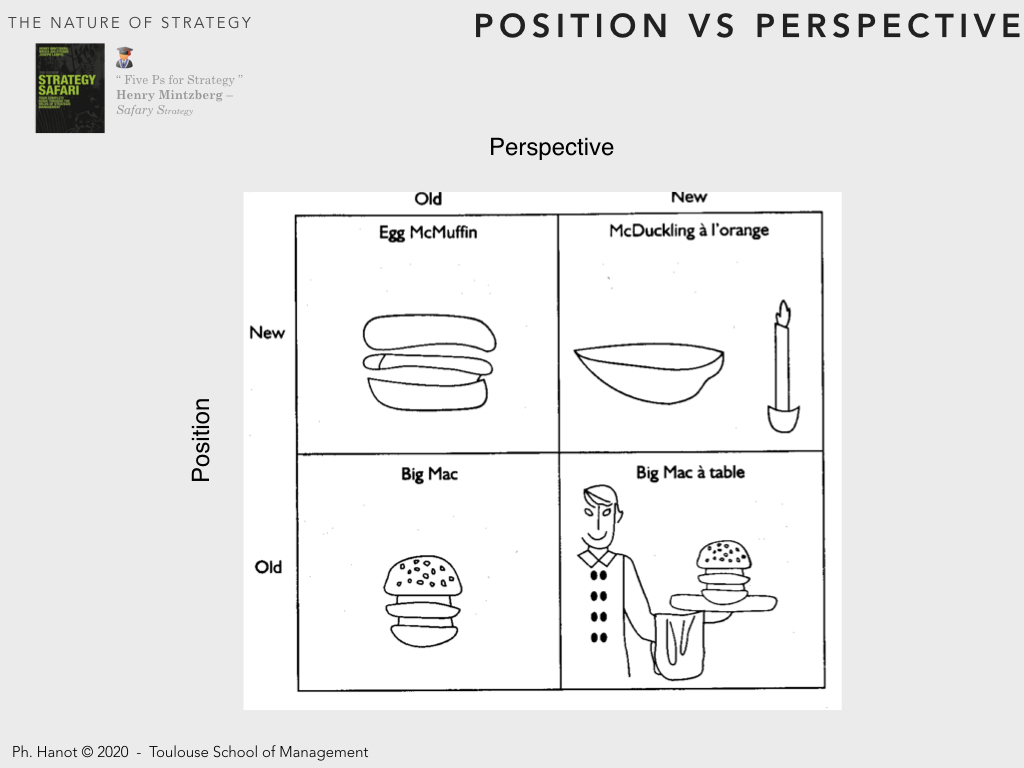 THE NATURE OF STRATEGY
POSITION VS PERSPECTIVE
STRATEGY
SAFARI
“ Five Ps for Strategy ”
Henry Mintzberg –
Safary Strategy
Perspective
Old New
Egg McMuffin McDuckling à l’orange
New
Position
Big Mac Big Mac à table
Old
Ph. Hanot © 2020 - Toulouse School of Management